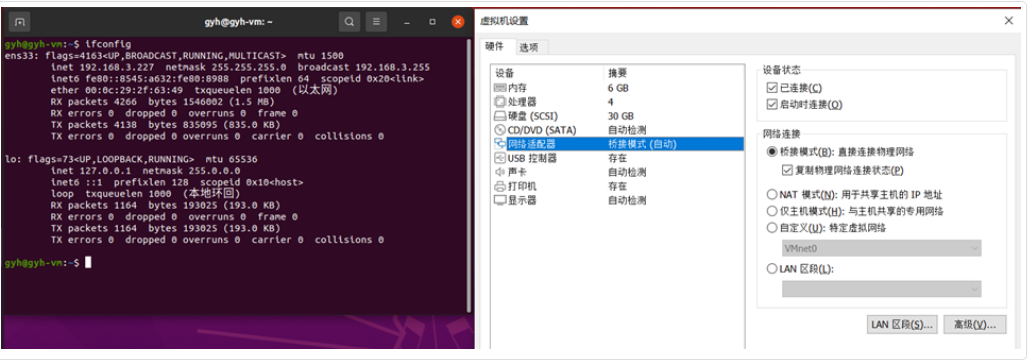 gyh@gyh-vm: ~
gyh@gyh-vm:~$ ifconfig
ens33: flags=4163<UP,BROADCAST,RUNNING,MULTICAST>  mtu 1500
inet 192.168.3.227  netmask 255.255.255.0  broadcast 192.168.3.255
inet6 fe80::8545:a632:fe80:8988  prefixlen 64  scopeid 0x20<link>
ether 00:0c:29:2f:63:49  txqueuelen 1000  (以太网)
RX packets 4266  bytes 1546002 (1.5 MB)
RX errors 0  dropped 0  overruns 0  frame 0
TX packets 4138  bytes 835095 (835.0 KB)
TX errors 0  dropped 0 overruns 0  carrier 0  collisions 0
lo: flags=73<UP,LOOPBACK,RUNNING>  mtu 65536
inet 127.0.0.1  netmask 255.0.0.0
inet6 ::1  prefixlen 128  scopeid 0x10<host>
loop  txqueuelen 1000  (本地环回)
RX packets 1164  bytes 193025 (193.0 KB)
RX errors 0  dropped 0  overruns 0  frame 0
TX packets 1164  bytes 193025 (193.0 KB)
TX errors 0  dropped 0 overruns 0  carrier 0  collisions 0
gyh@gyh-vm:~$
虚拟机设置
硬件 选项
设备 摘要
内存 6 GB
处理器 4
硬盘 (SCSI) 30 GB
CD/DVD (SATA) 自动检测
网络适配器 桥接模式 (自动)
USB 控制器 存在
声卡 自动检测
打印机 存在
显示器 自动检测
设备状态
已连接(C)
启动时连接(O)
网络连接
桥接模式(B): 直接连接物理网络
复制物理网络连接状态(P)
NAT 模式(N): 用于共享主机的 IP 地址
仅主机模式(H): 与主机共享的专用网络
自定义(U): 特定虚拟网络
VMnet0
LAN 区段(L):
LAN 区段(S)... 高级(V)...